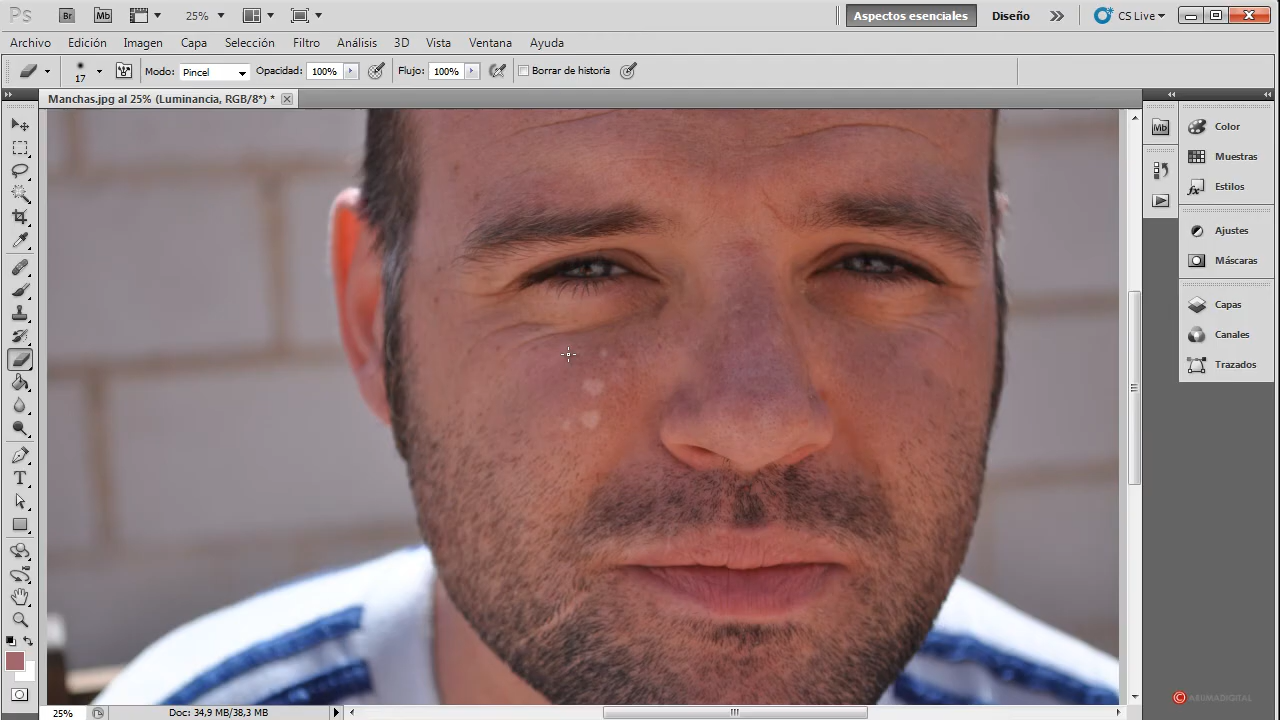 Ps Br Mb 25% Aspectos esenciales Diseño CS Live
Archivo Edición Imagen Capa Selección Filtro Análisis 3D Vista Ventana Ayuda
17 Modo: Pincel Opacidad: 100% Flujo: 100% Borrar de historia
Manchas.jpg al 25% (Luminancia, RGB/8*) *
Mb
Color
Muestras
Estilos
Ajustes
Máscaras
Capas
Canales
Trazados
T
© ASUMADIGITAL
25% Doc: 34,9 MB/38,3 MB